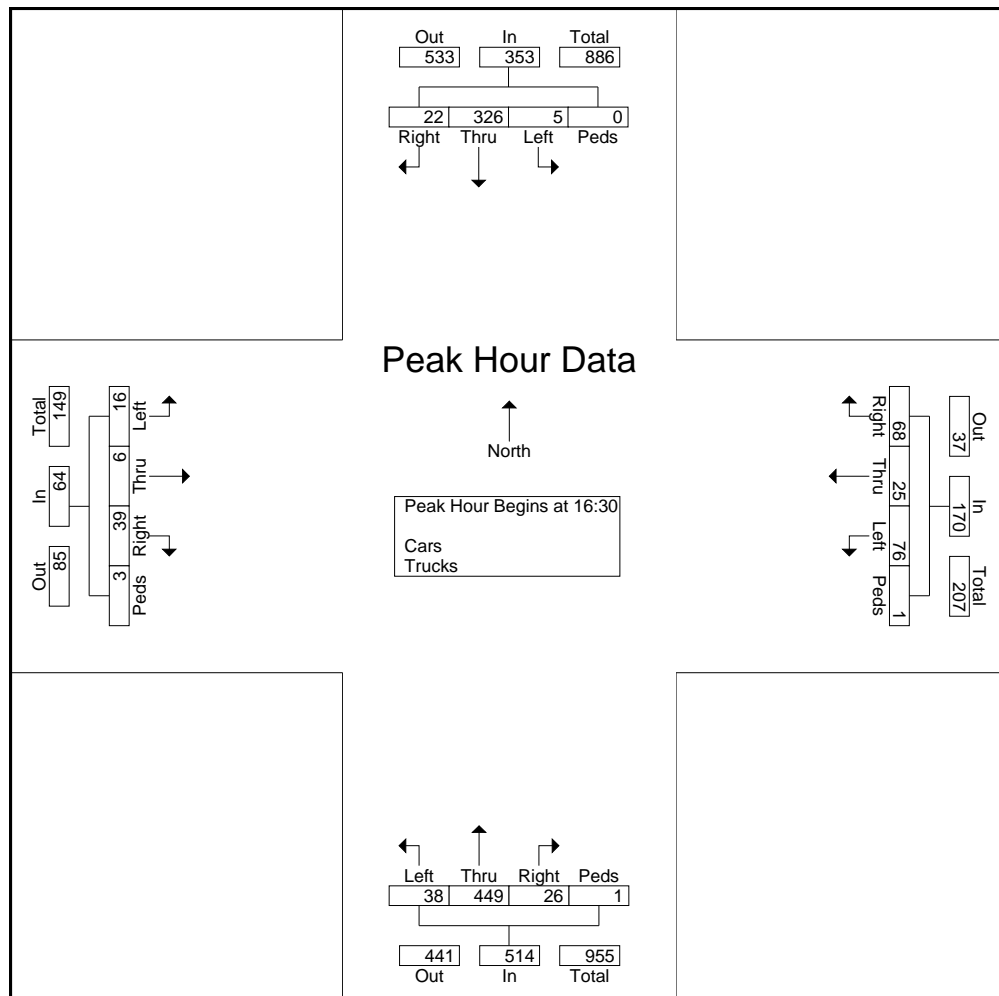 Out In Total
533 353 886
22 326 5 0
Right Thru Left Peds
Peak Hour Data
North
Peak Hour Begins at 16:30
Cars
Trucks
Total In Out
149 64 85
16 6 39 3
Left Thru Right Peds
Out In Total
37 170 207
68 25 76 1
Right Thru Left Peds
Left Thru Right Peds
38 449 26 1
441 514 955
Out In Total